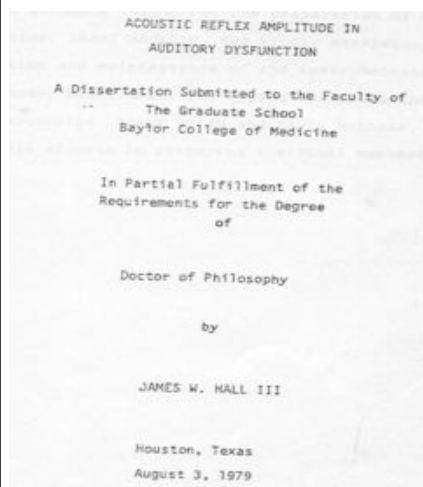 ACOUSTIC REFLEX AMPLITUDE IN
AUDITORY DYSFUNCTION
A Dissertation Submitted to the Faculty of
The Graduate School
Baylor College of Medicine
In Partial Fulfillment of the
Requirements for the Degree
of
Doctor of Philosophy
by
JAMES W. HALL III
Houston, Texas
August 3, 1979